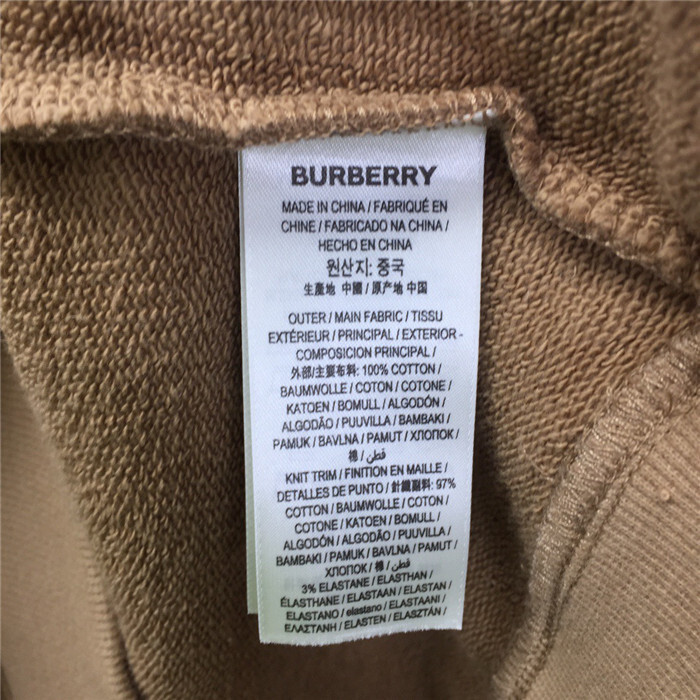 BURBERRY
MADE IN CHINA / FABRIQUÉ EN
CHINE / FABRICADO NA CHINA /
HECHO EN CHINA
원산지: 중국
生產地 中國 / 原产地 中国
OUTER / MAIN FABRIC / TISSU
EXTÉRIEUR / PRINCIPAL / EXTERIOR -
COMPOSICION PRINCIPAL /
外部/主要布料: 100% COTTON /
BAUMWOLLE / COTON / COTONE /
KATOEN / BOMULL / ALGODÓN /
ALGODÃO / PUUVILLA / BAMBAKI /
PAMUK / BAVLNA / PAMUT / ХЛОПОК /
棉 / قطن
KNIT TRIM / FINITION EN MAILLE /
DETALLES DE PUNTO / 針織副料: 97%
COTTON / BAUMWOLLE / COTON /
COTONE / KATOEN / BOMULL /
ALGODÓN / ALGODÃO / PUUVILLA /
BAMBAKI / PAMUK / BAVLNA / PAMUT /
ХЛОПОК / 棉 / قطن
3% ELASTANE / ELASTHAN /
ÉLASTHANE / ELASTAAN / ELASTAN /
ELASTANO / elastano / ELASTAANI /
ΕΛΑΣΤΑΝΗ / ELASTEN / ELASZTÁN /